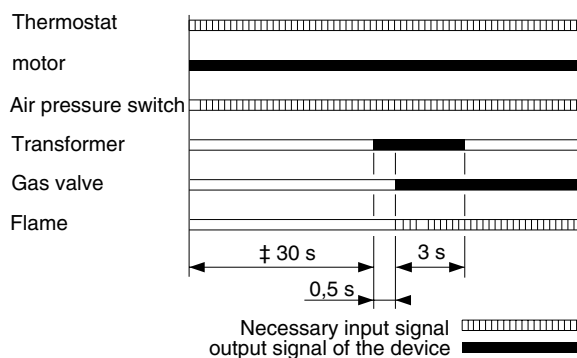 Thermostat
motor
Air pressure switch
Transformer
Gas valve
Flame
‡ 30 s
3 s
0,5 s
Necessary input signal
output signal of the device